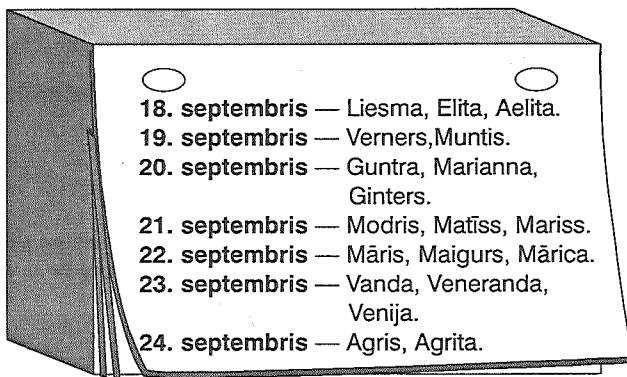 18. septembris — Liesma, Elita, Aelita.
19. septembris — Verners,Muntis.
20. septembris — Guntra, Marianna,
Ginters.
21. septembris — Modris, Matīss, Mariss.
22. septembris — Māris, Maigurs, Mārica.
23. septembris — Vanda, Veneranda,
Venija.
24. septembris — Agris, Agrita.